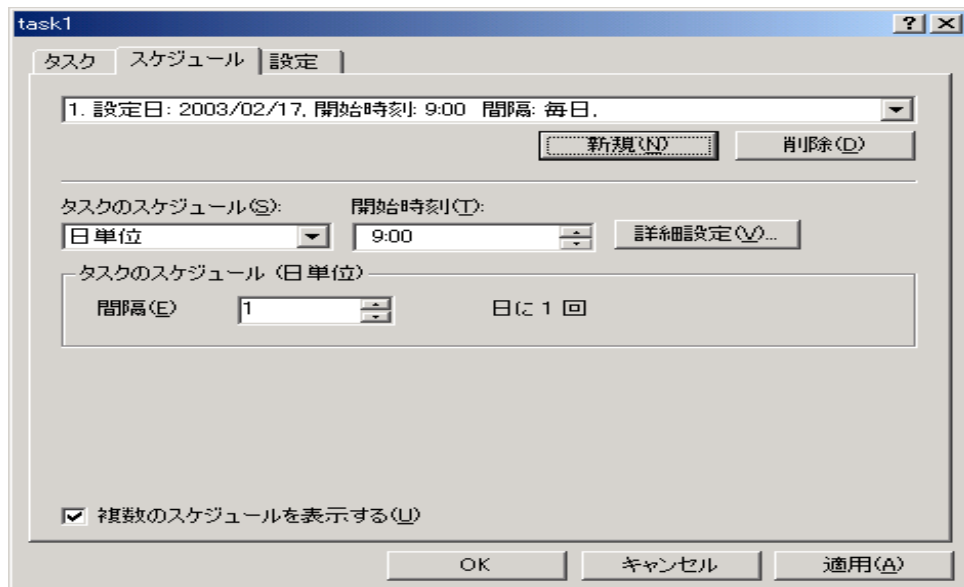 task1
タスク スケジュール 設定
1. 設定日: 2003/02/17, 開始時刻: 9:00 間隔: 毎日,
新規(N) 削除(D)
タスクのスケジュール(S): 開始時刻(T):
日単位 9:00 詳細設定(V)...
タスクのスケジュール (日単位)
間隔(E) 1 日に 1 回
複数のスケジュールを表示する(U)
OK キャンセル 適用(A)